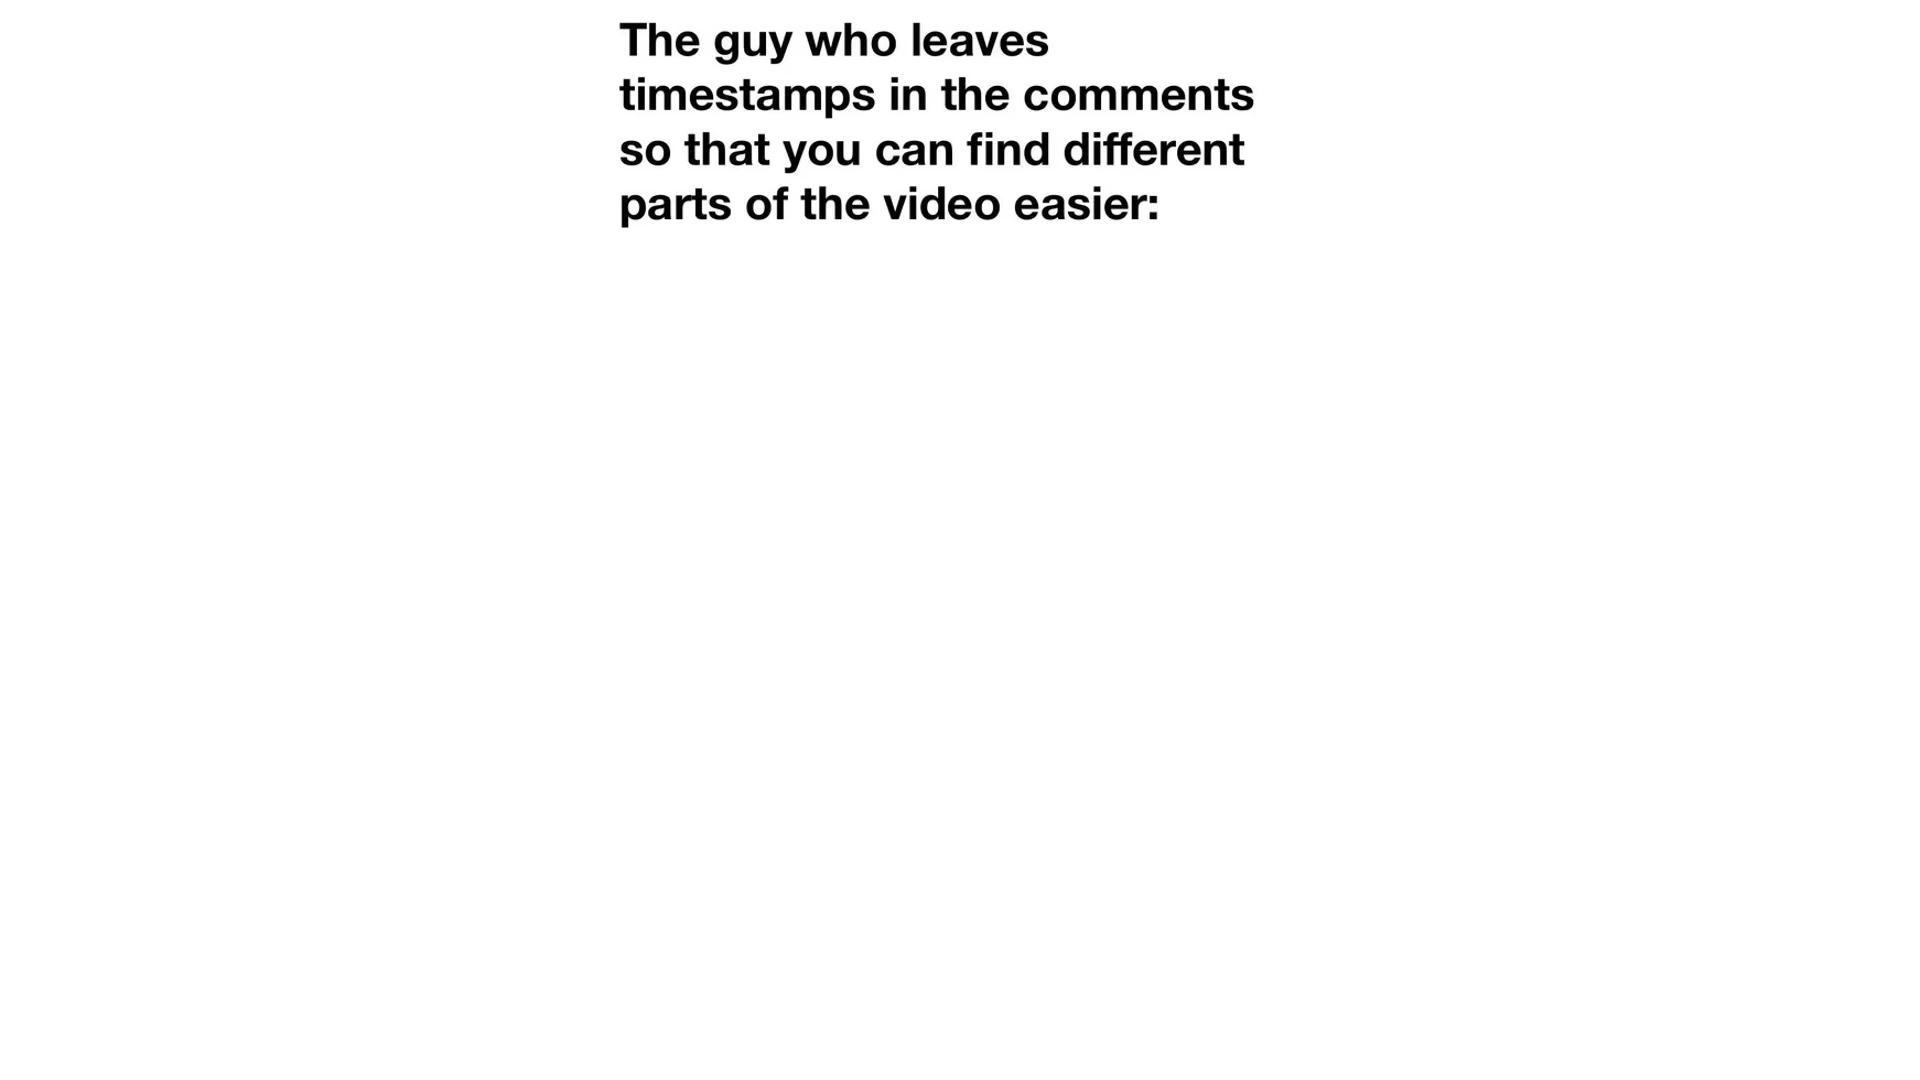 The guy who leaves
timestamps in the comments
so that you can find different
parts of the video easier: